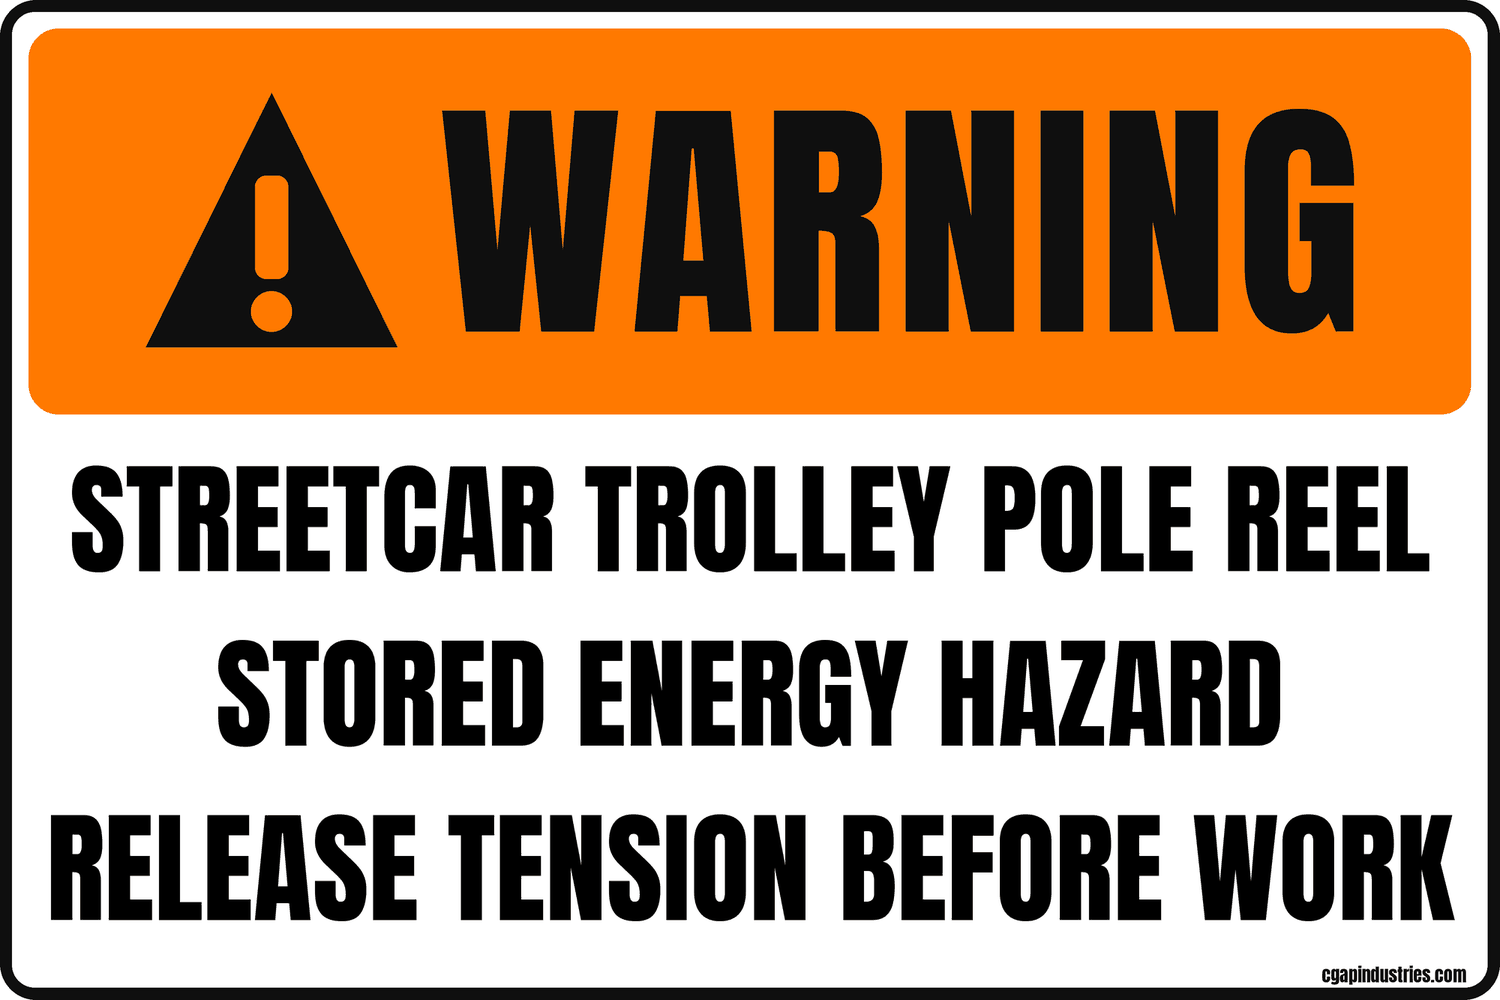 WARNING
STREETCAR TROLLEY POLE REEL
STORED ENERGY HAZARD
RELEASE TENSION BEFORE WORK
cgapindustries.com